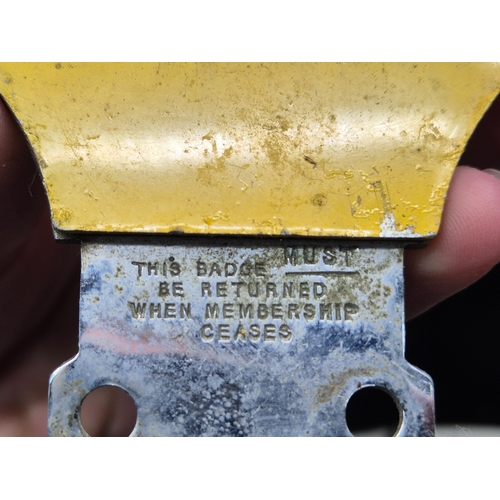 THIS BADGE MUST
BE RETURNED
WHEN MEMBERSHIP
CEASES